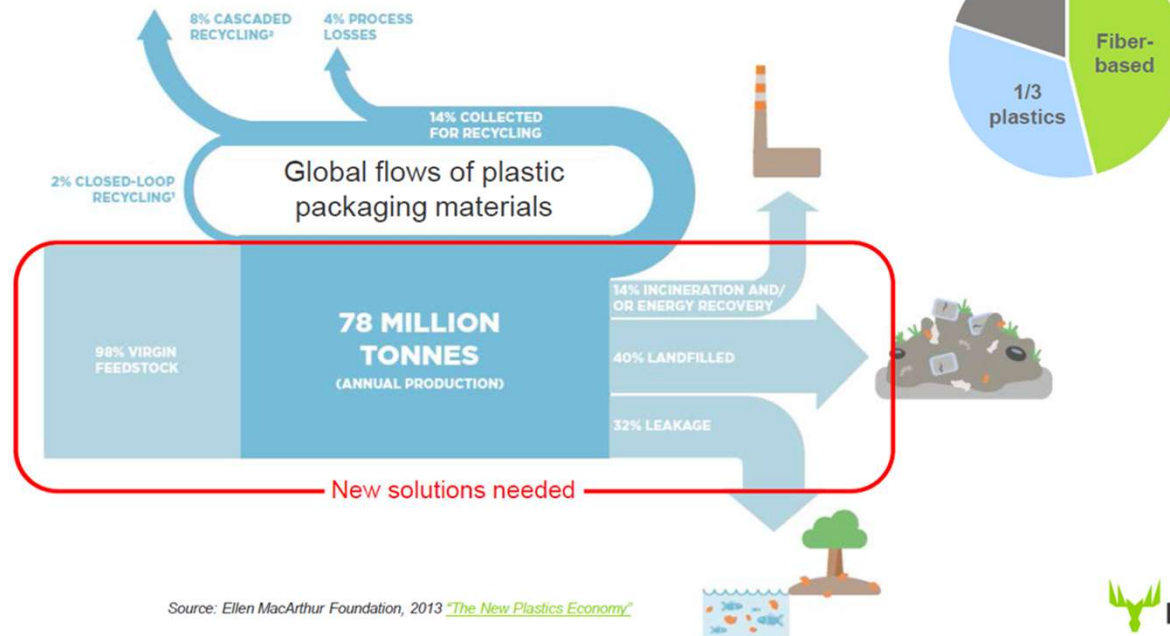 8% CASCADED
RECYCLING²
4% PROCESS
LOSSES
Fiber-
based
1/3
plastics
14% COLLECTED
FOR RECYCLING
2% CLOSED-LOOP
RECYCLING¹
Global flows of plastic
packaging materials
98% VIRGIN
FEEDSTOCK
78 MILLION
TONNES
(ANNUAL PRODUCTION)
14% INCINERATION AND/
OR ENERGY RECOVERY
40% LANDFILLED
32% LEAKAGE
New solutions needed
Source: Ellen MacArthur Foundation, 2013 “The New Plastics Economy”